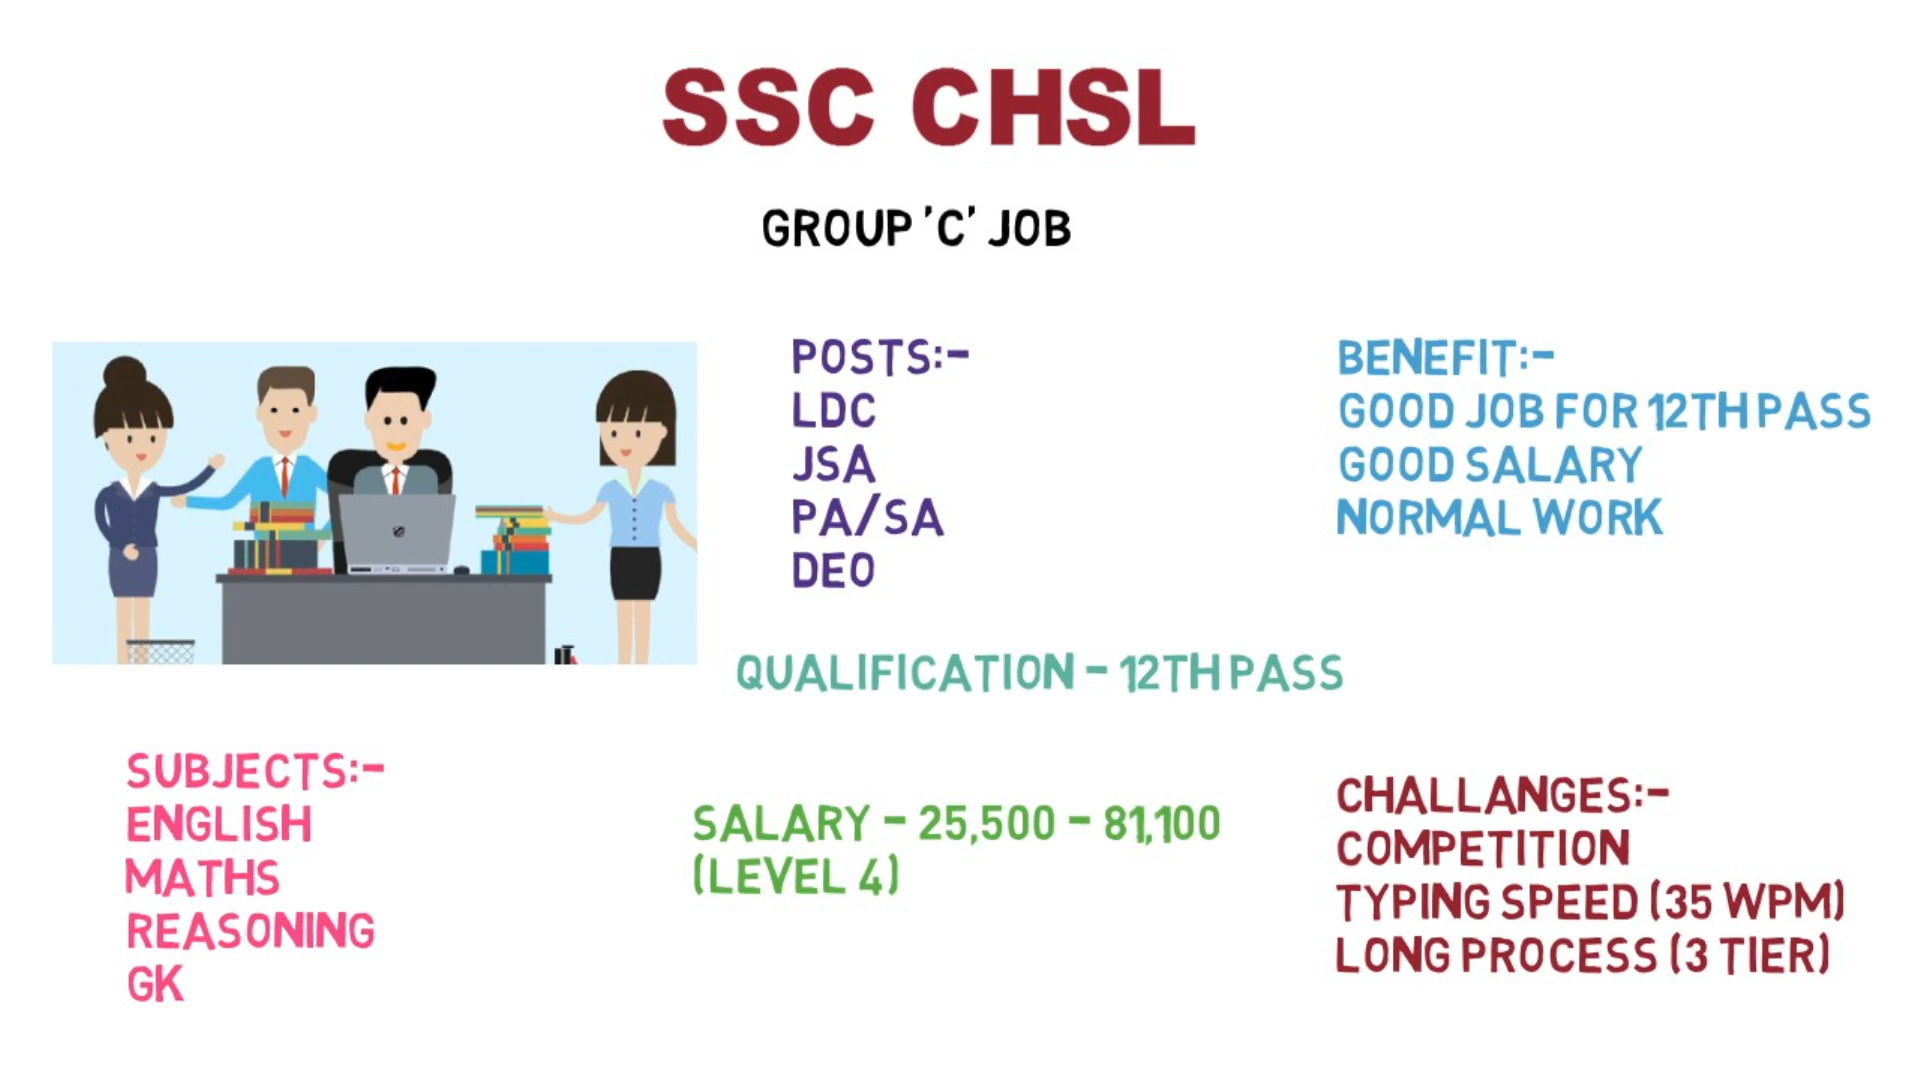 SSC CHSL
GROUP 'C' JOB
POSTS:-
LDC
JSA
PA/SA
DEO
BENEFIT:-
GOOD JOB FOR 12TH PASS
GOOD SALARY
NORMAL WORK
QUALIFICATION - 12TH PASS
SUBJECTS:-
ENGLISH
MATHS
REASONING
GK
SALARY - 25,500 - 81,100
(LEVEL 4)
CHALLANGES:-
COMPETITION
TYPING SPEED (35 WPM)
LONG PROCESS (3 TIER)